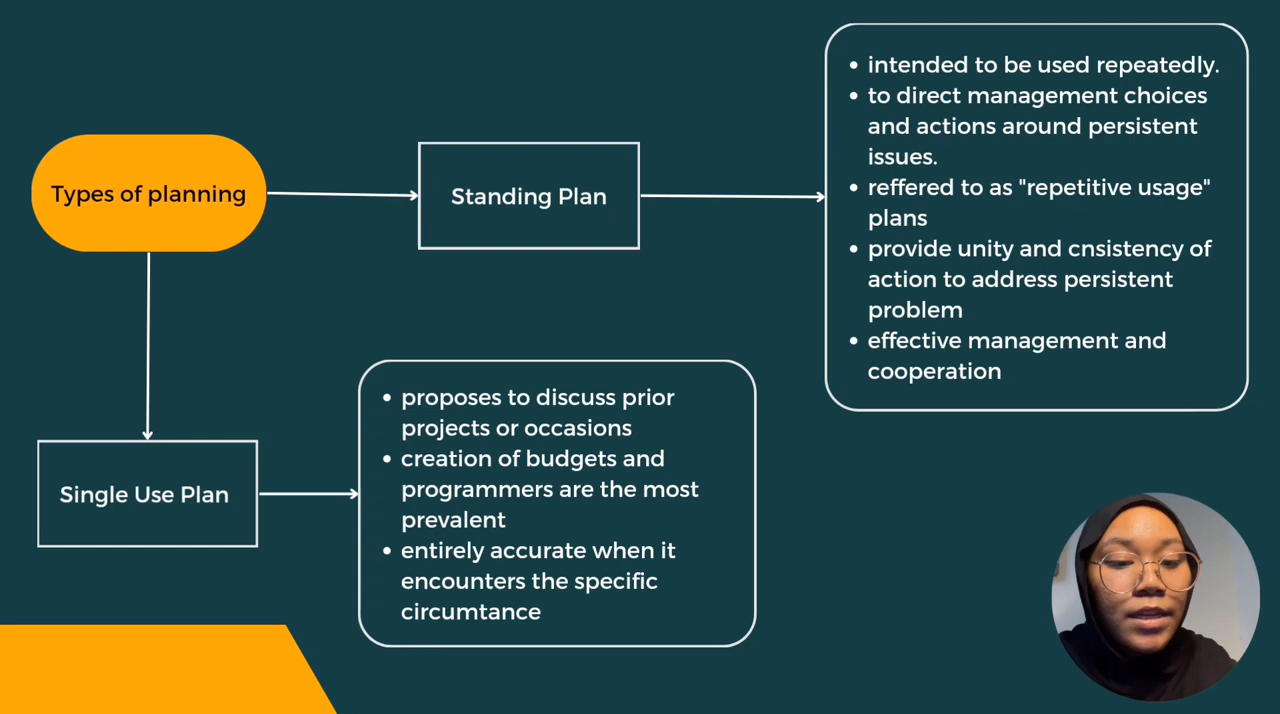 Types of planning
Standing Plan
• intended to be used repeatedly.
• to direct management choices
and actions around persistent
issues.
• reffered to as "repetitive usage"
plans
• provide unity and cnsistency of
action to address persistent
problem
• effective management and
cooperation
Single Use Plan
• proposes to discuss prior
projects or occasions
• creation of budgets and
programmers are the most
prevalent
• entirely accurate when it
encounters the specific
circumtance